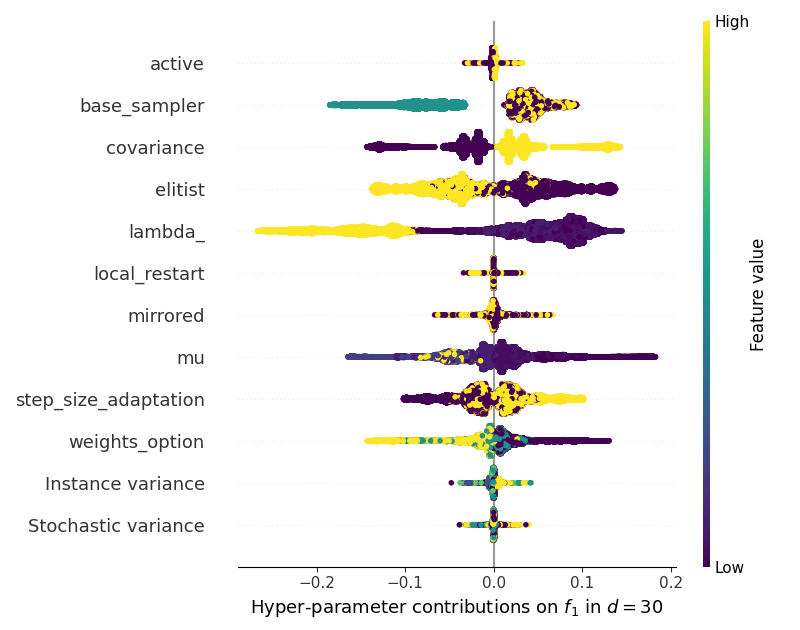 High
active
base_sampler
covariance
elitist
lambda_
local_restart
mirrored
mu
step_size_adaptation
weights_option
Instance variance
Stochastic variance
Feature value
Low
−0.2 −0.1 0.0 0.1 0.2
Hyper-parameter contributions on f₁ in d = 30